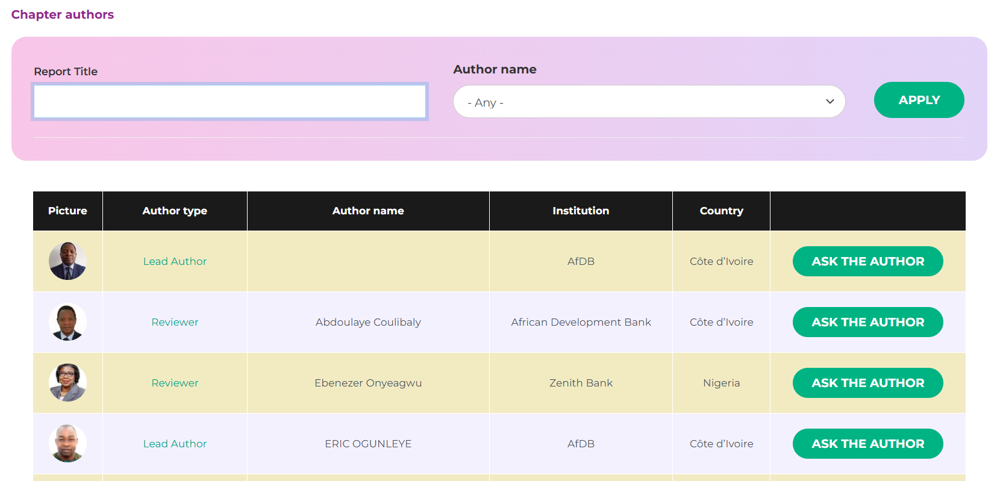 Chapter authors
Report Title
Author name
- Any -
APPLY
Picture Author type Author name Institution Country
Lead Author AfDB Côte d’Ivoire ASK THE AUTHOR
Reviewer Abdoulaye Coulibaly African Development Bank Côte d’Ivoire ASK THE AUTHOR
Reviewer Ebenezer Onyeagwu Zenith Bank Nigeria ASK THE AUTHOR
Lead Author ERIC OGUNLEYE AfDB Côte d’Ivoire ASK THE AUTHOR